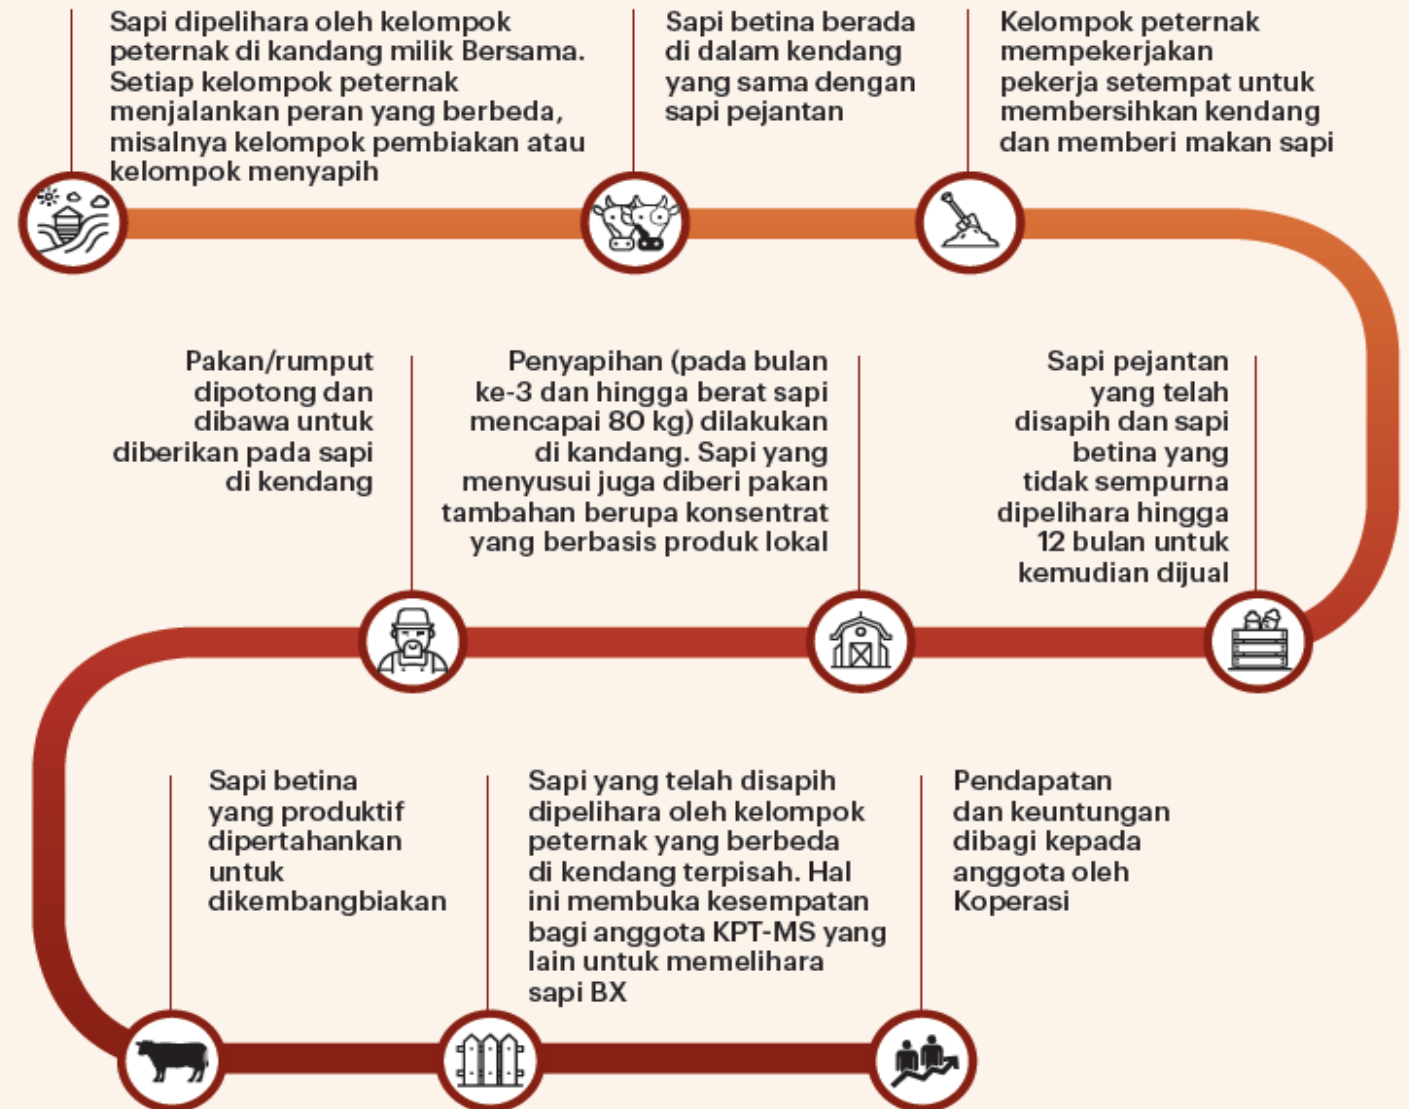 Sapi dipelihara oleh kelompok
peternak di kandang milik Bersama.
Setiap kelompok peternak
menjalankan peran yang berbeda,
misalnya kelompok pembiakan atau
kelompok menyapih
Sapi betina berada
di dalam kendang
yang sama dengan
sapi pejantan
Kelompok peternak
mempekerjakan
pekerja setempat untuk
membersihkan kendang
dan memberi makan sapi
Pakan/rumput
dipotong dan
dibawa untuk
diberikan pada sapi
di kendang
Penyapihan (pada bulan
ke-3 dan hingga berat sapi
mencapai 80 kg) dilakukan
di kandang. Sapi yang
menyusui juga diberi pakan
tambahan berupa konsentrat
yang berbasis produk lokal
Sapi pejantan
yang telah
disapih dan sapi
betina yang
tidak sempurna
dipelihara hingga
12 bulan untuk
kemudian dijual
Sapi betina
yang produktif
dipertahankan
untuk
dikembangbiakan
Sapi yang telah disapih
dipelihara oleh kelompok
peternak yang berbeda
di kendang terpisah. Hal
ini membuka kesempatan
bagi anggota KPT-MS yang
lain untuk memelihara
sapi BX
Pendapatan
dan keuntungan
dibagi kepada
anggota oleh
Koperasi